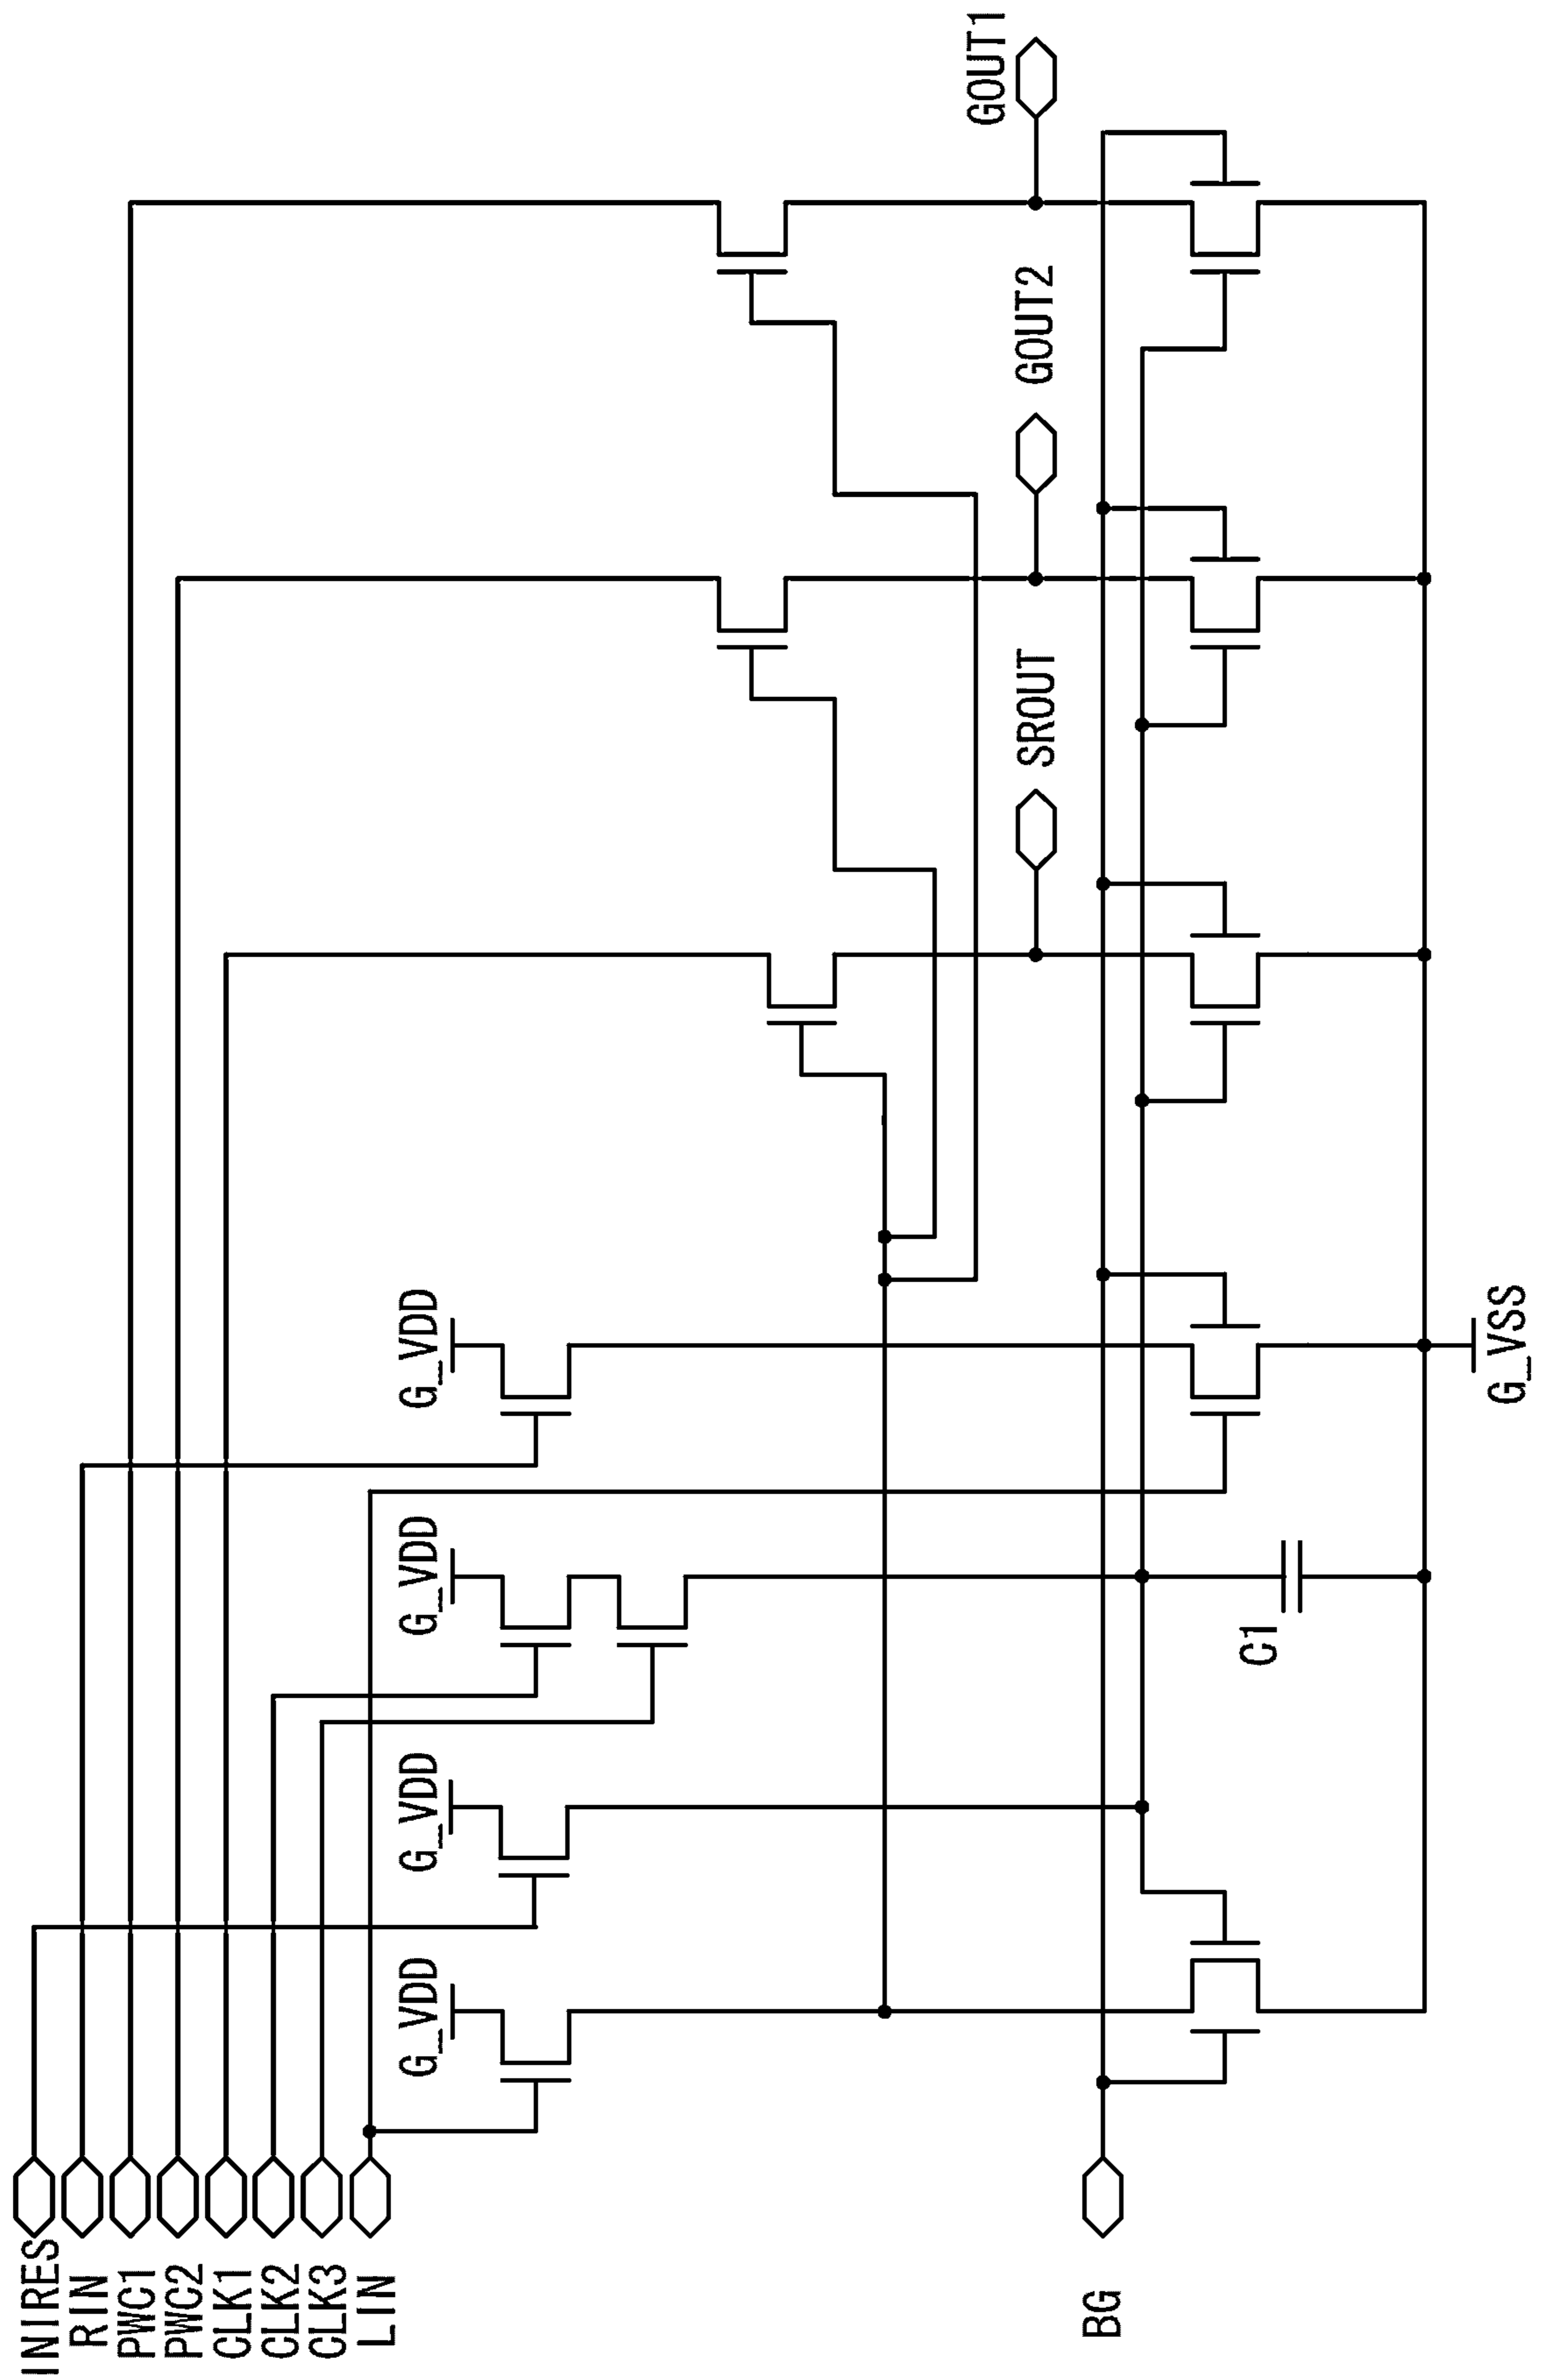 INIRES
RIN
PWC1
PWC2
CLK1
CLK2
CLK3
LIN
G_VDD
G_VDD
G_VDD
G_VDD
SROUT
GOUT2
GOUT1
BG
C1
G_VSS